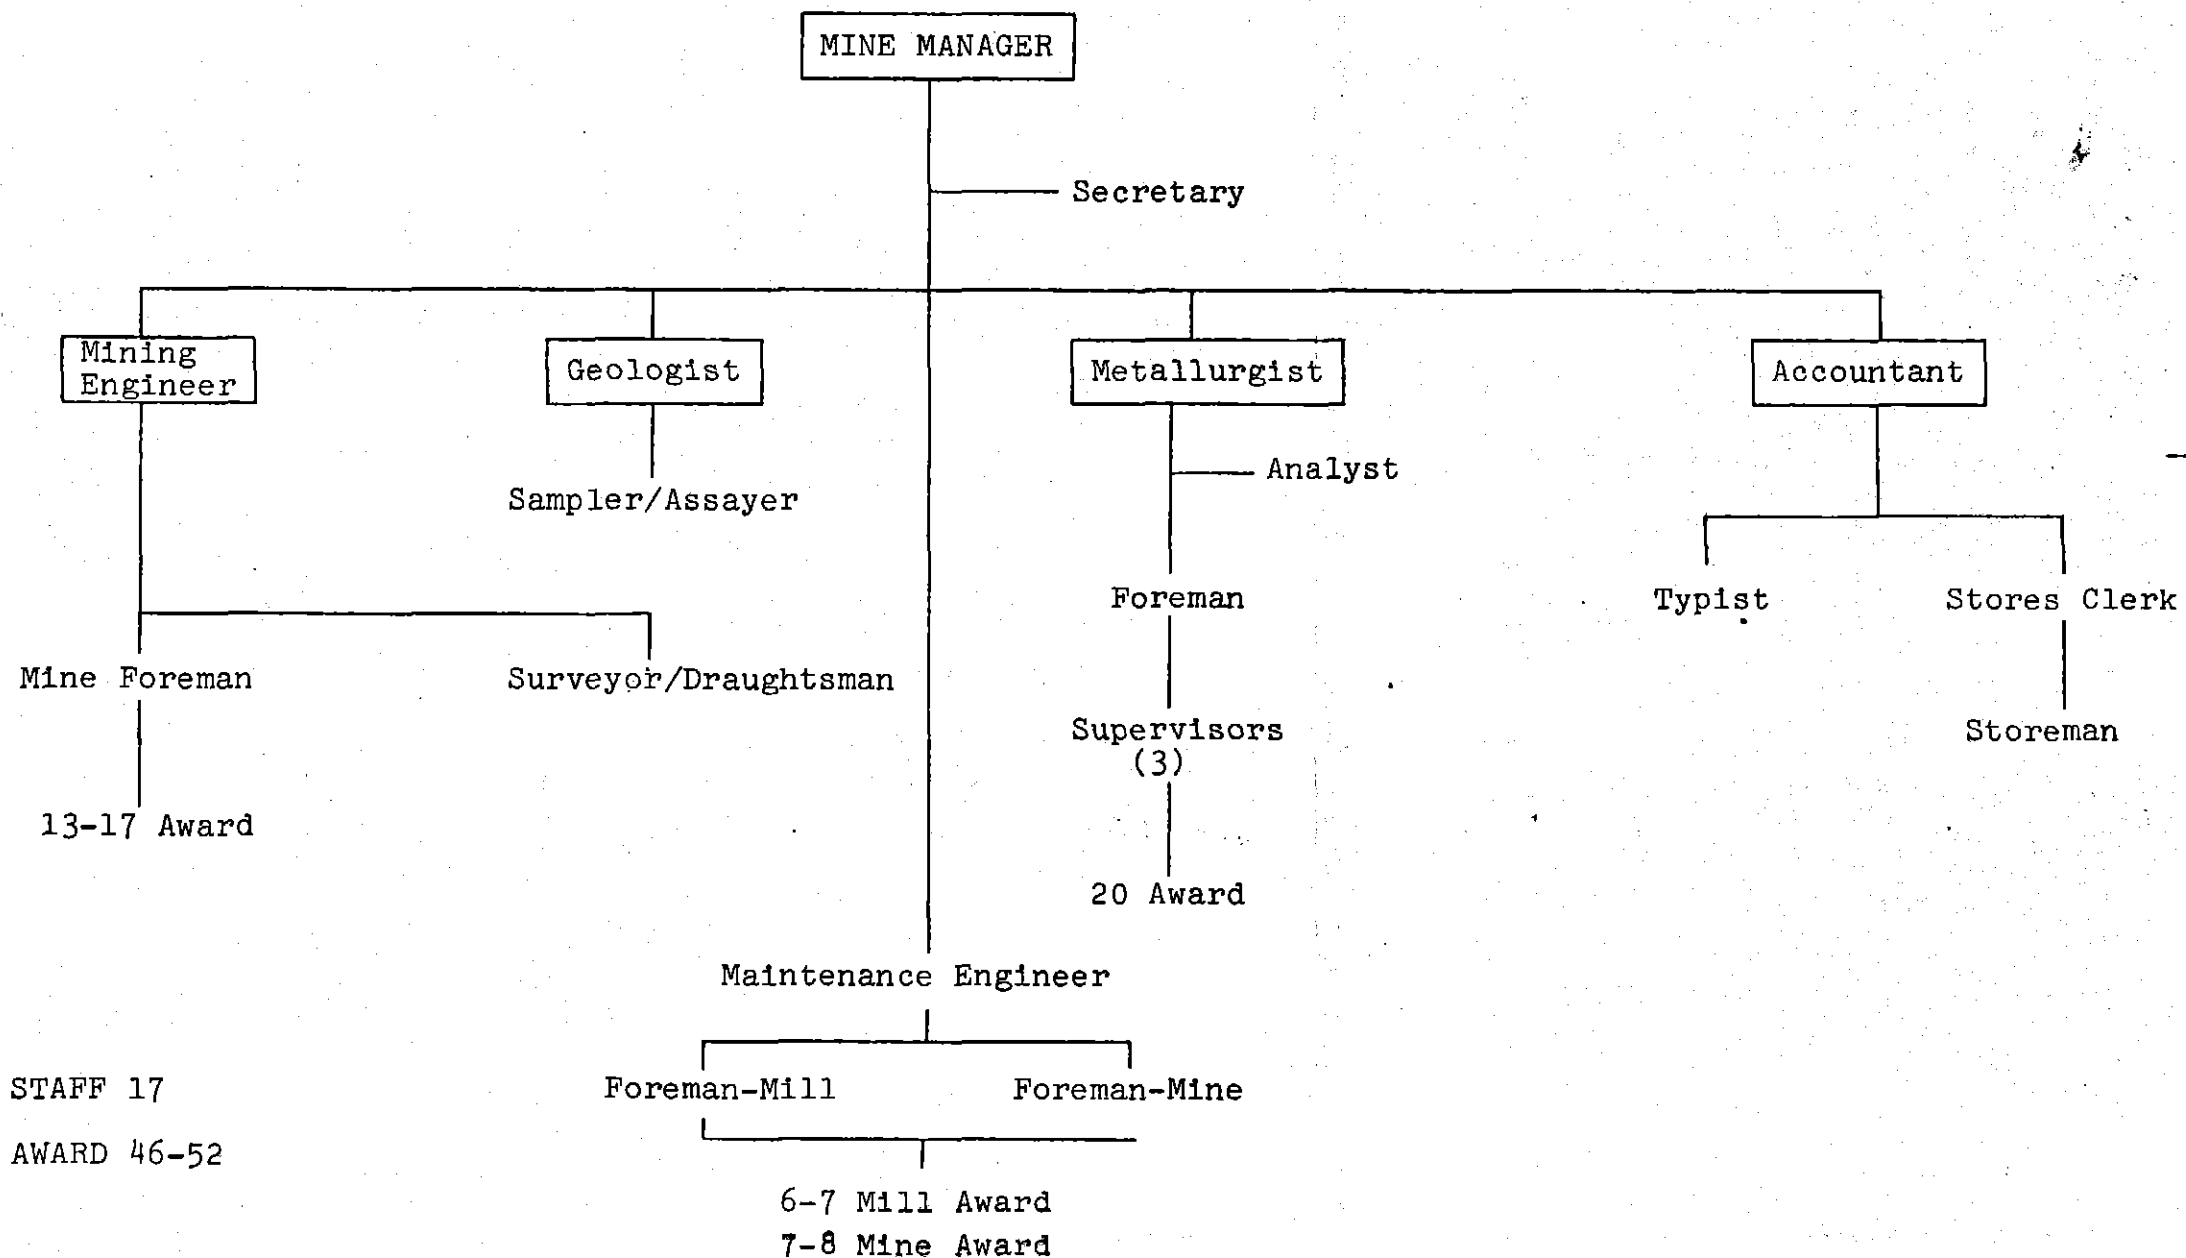 MINE MANAGER
Secretary
Mining
Engineer
Geologist
Metallurgist
Accountant
Analyst
Sampler/Assayer
Foreman
Typist
Stores Clerk
Mine Foreman
Surveyor/Draughtsman
Supervisors
(3)
Storeman
13-17 Award
20 Award
Maintenance Engineer
STAFF 17
Foreman-Mill
Foreman-Mine
AWARD 46-52
6-7 Mill Award
7-8 Mine Award